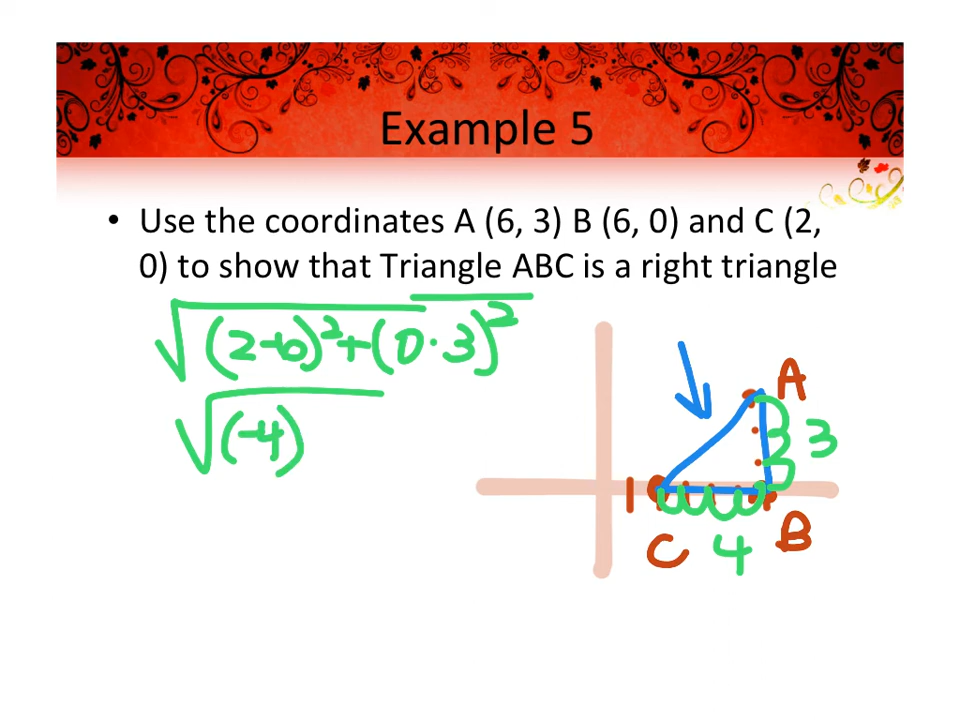 Example 5
• Use the coordinates A (6, 3) B (6, 0) and C (2,
0) to show that Triangle ABC is a right triangle
√(2-6)²+(0-3)²
√(-4)
A
3
1
C
4
B